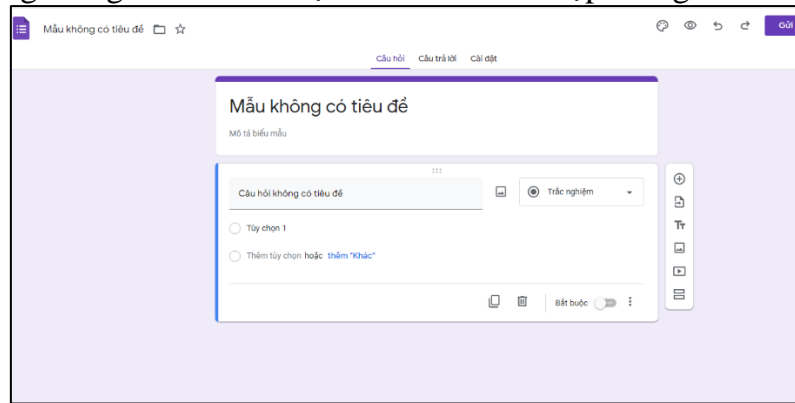 Mẫu không có tiêu đề
Gửi
Câu hỏi Câu trả lời Cài đặt
Mẫu không có tiêu đề
Mô tả biểu mẫu
Câu hỏi không có tiêu đề
Trắc nghiệm
Tùy chọn 1
Thêm tùy chọn hoặc thêm "Khác"
Bắt buộc
Tт